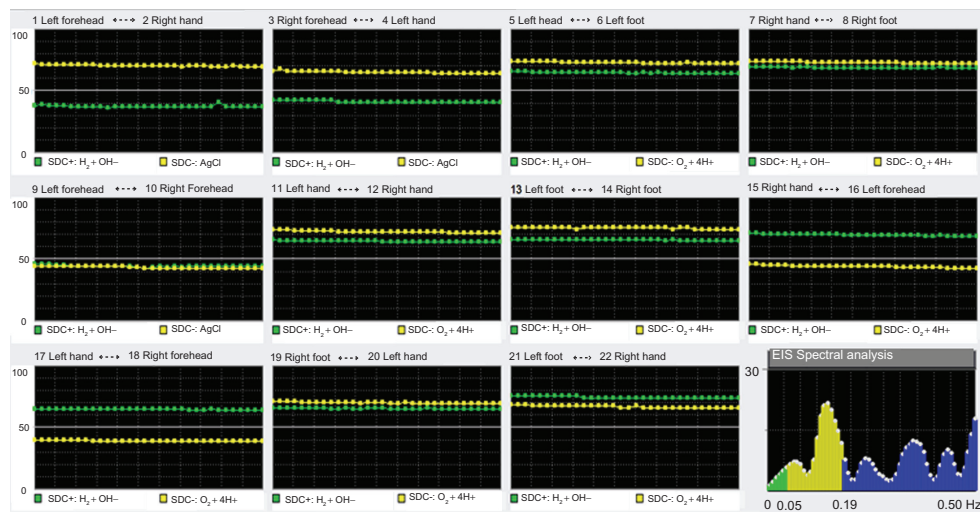 1 Left forehead ↔ 2 Right hand
3 Right forehead ↔ 4 Left hand
5 Left head ↔ 6 Left foot
7 Right hand ↔ 8 Right foot
100
50
0
SDC+: H₂ + OH−
SDC-: AgCl
SDC+: H₂ + OH−
SDC-: AgCl
SDC+: H₂ + OH−
SDC-: O₂ + 4H+
SDC+: H₂ + OH−
SDC-: O₂ + 4H+
9 Left forehead ↔ 10 Right Forehead
11 Left hand ↔ 12 Right hand
13 Left foot ↔ 14 Right foot
15 Right hand ↔ 16 Left forehead
100
50
0
SDC+: H₂ + OH−
SDC-: AgCl
SDC+: H₂ + OH−
SDC-: O₂ + 4H+
SDC+: H₂ + OH−
SDC-: O₂ + 4H+
SDC+: H₂ + OH−
SDC-: O₂ + 4H+
17 Left hand ↔ 18 Right forehead
19 Right foot ↔ 20 Left hand
21 Left foot ↔ 22 Right hand
EIS Spectral analysis
100
50
0
30
SDC+: H₂ + OH−
SDC-: O₂ + 4H+
SDC+: H₂ + OH−
SDC-: O₂ + 4H+
SDC+: H₂ + OH−
SDC-: O₂ + 4H+
0 0.05 0.19 0.50 Hz